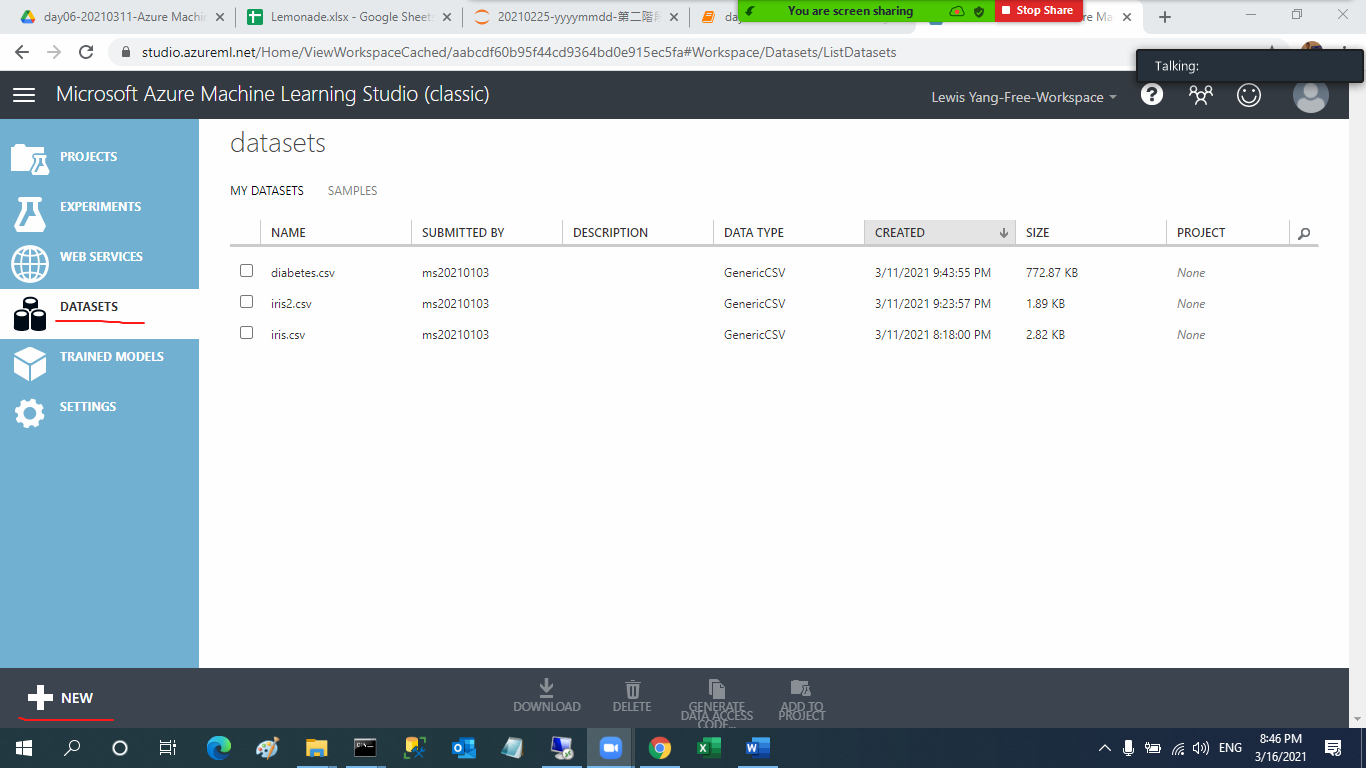 day06-20210311-Azure Machin
Lemonade.xlsx - Google Sheets
20210225-yyyymmdd-第二階段
You are screen sharing
Stop Share
studio.azureml.net/Home/ViewWorkspaceCached/aabcdf60b95f44cd9364bd0e915ec5fa#Workspace/Datasets/ListDatasets
Talking:
Microsoft Azure Machine Learning Studio (classic)
Lewis Yang-Free-Workspace
PROJECTS
EXPERIMENTS
WEB SERVICES
DATASETS
TRAINED MODELS
SETTINGS
datasets
MY DATASETS SAMPLES
NAME SUBMITTED BY DESCRIPTION DATA TYPE CREATED SIZE PROJECT
diabetes.csv ms20210103 GenericCSV 3/11/2021 9:43:55 PM 772.87 KB None
iris2.csv ms20210103 GenericCSV 3/11/2021 9:23:57 PM 1.89 KB None
iris.csv ms20210103 GenericCSV 3/11/2021 8:18:00 PM 2.82 KB None
NEW
DOWNLOAD
DELETE
GENERATE
DATA ACCESS
CODE...
ADD TO
PROJECT
ENG
8:46 PM
3/16/2021